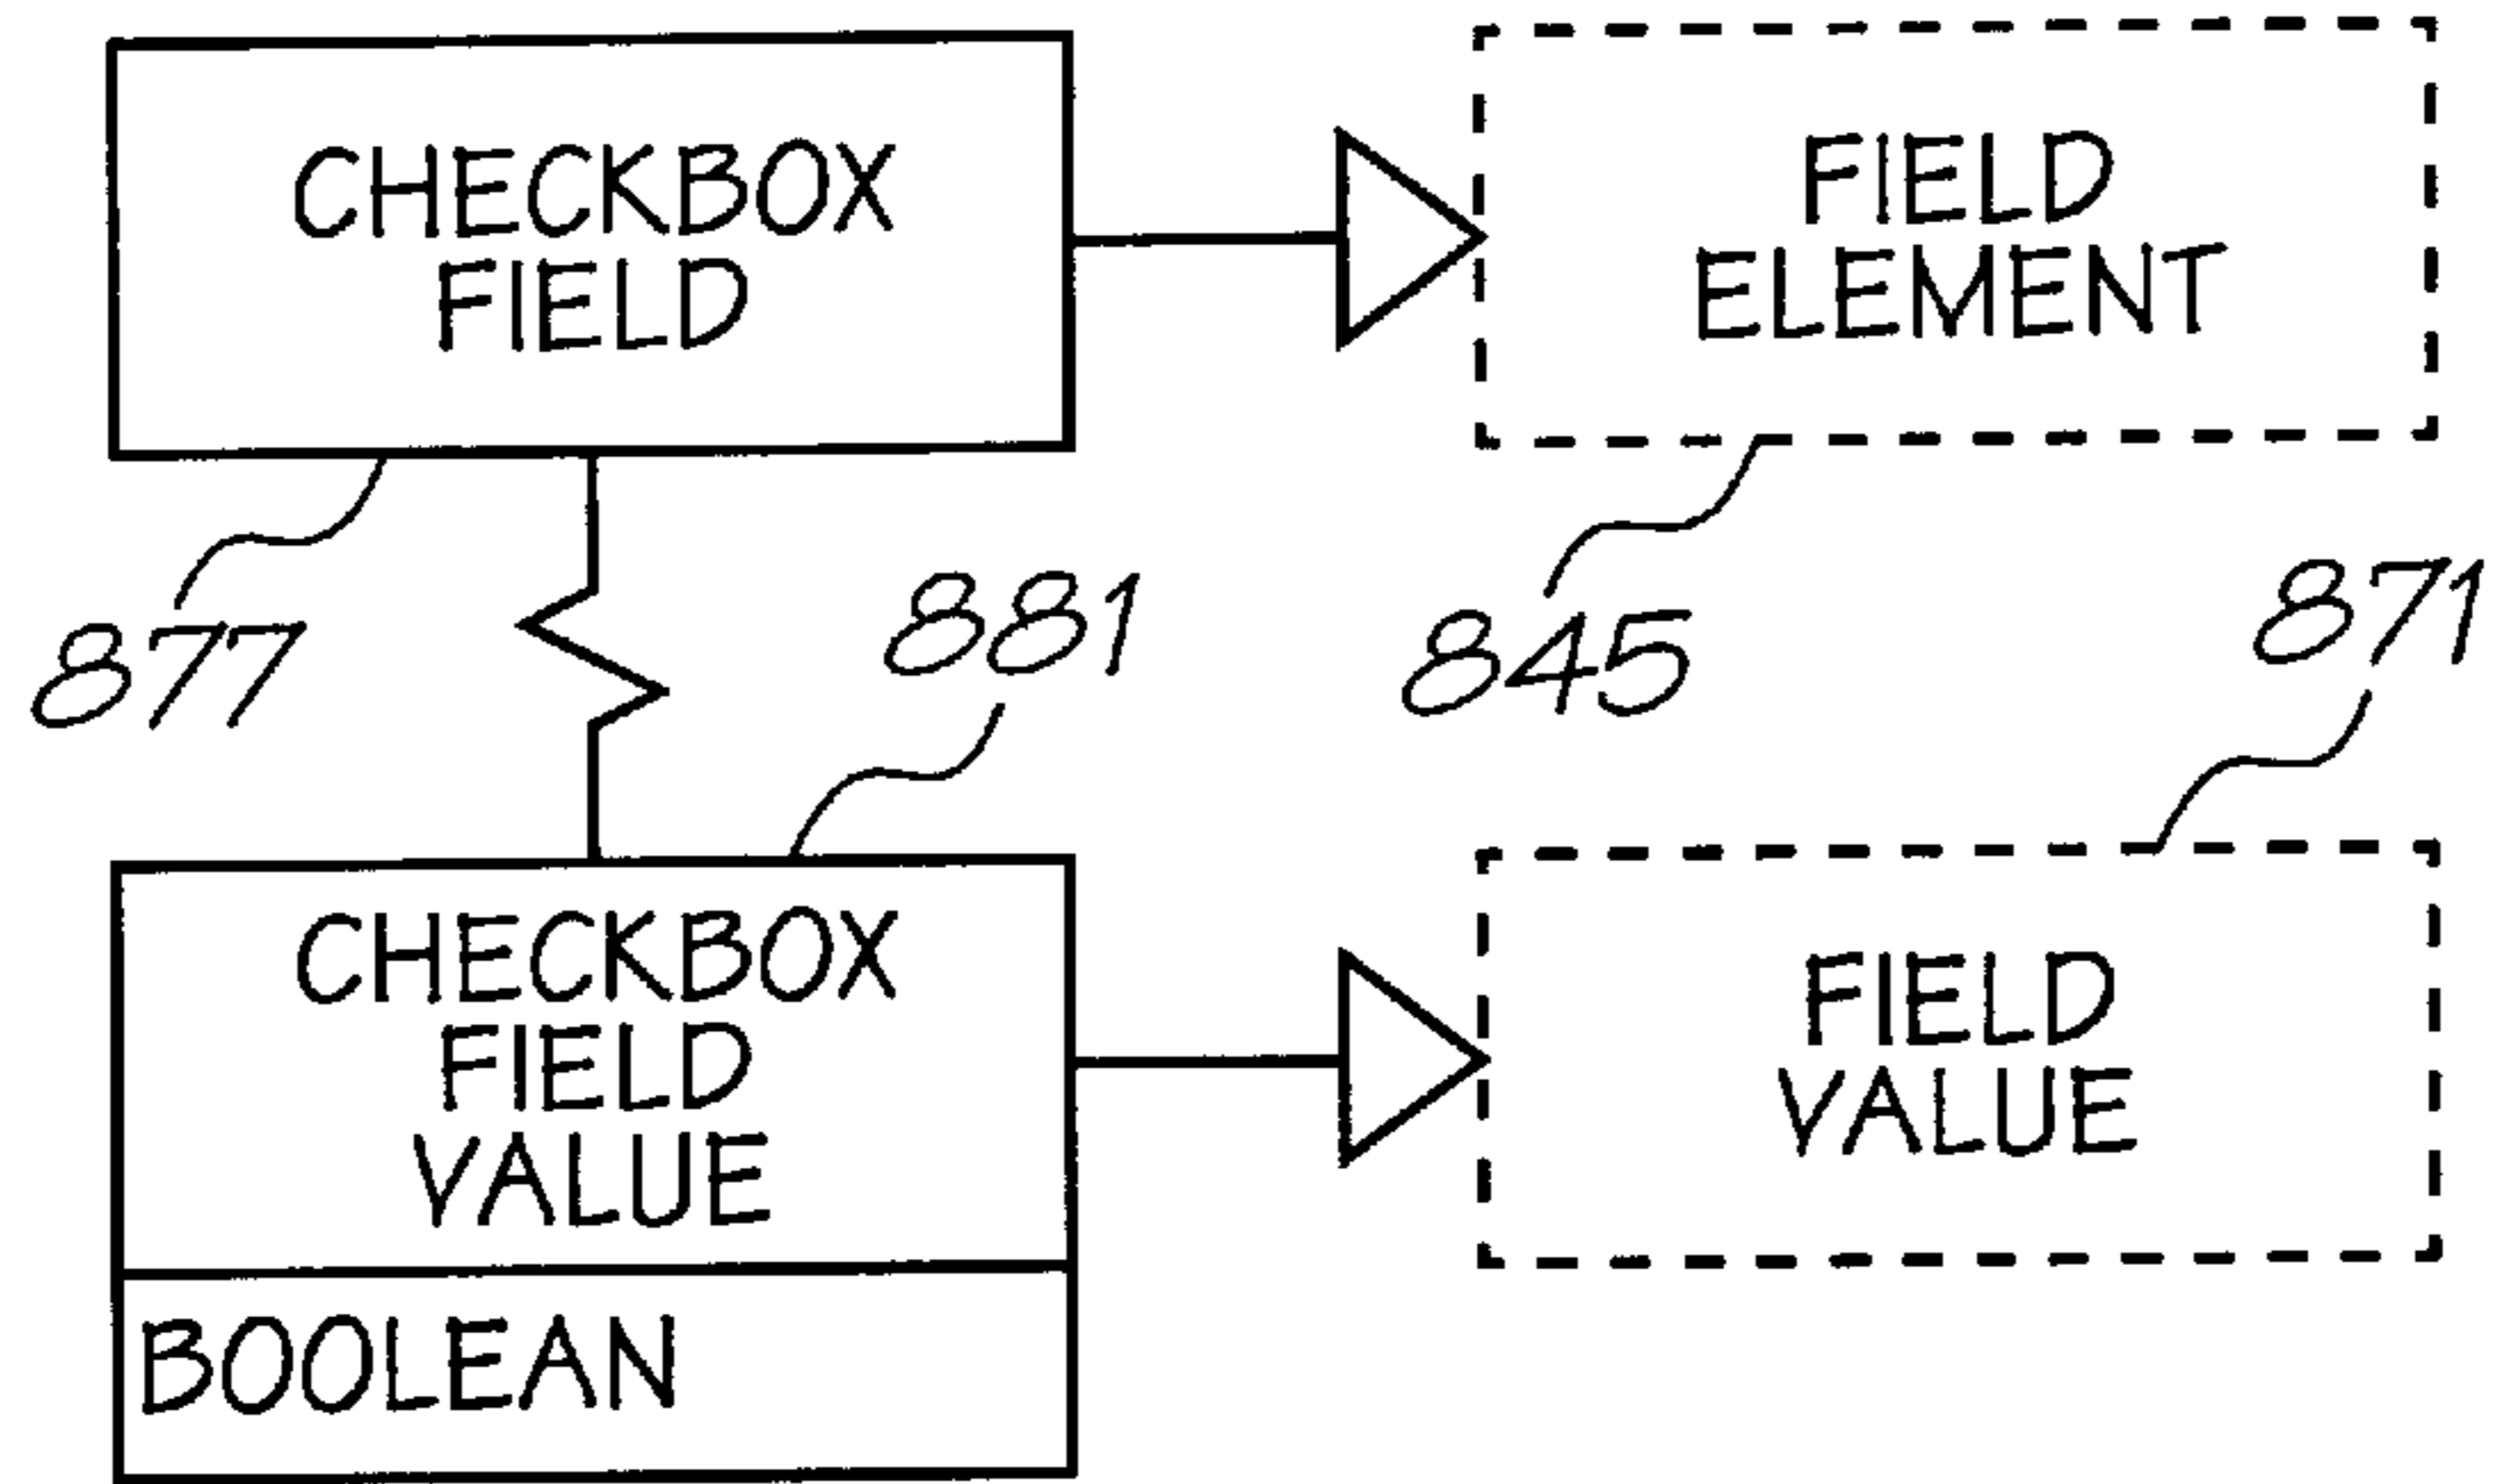 CHECKBOX
FIELD
FIELD
ELEMENT
877
881
845
871
CHECKBOX
FIELD
VALUE
BOOLEAN
FIELD
VALUE